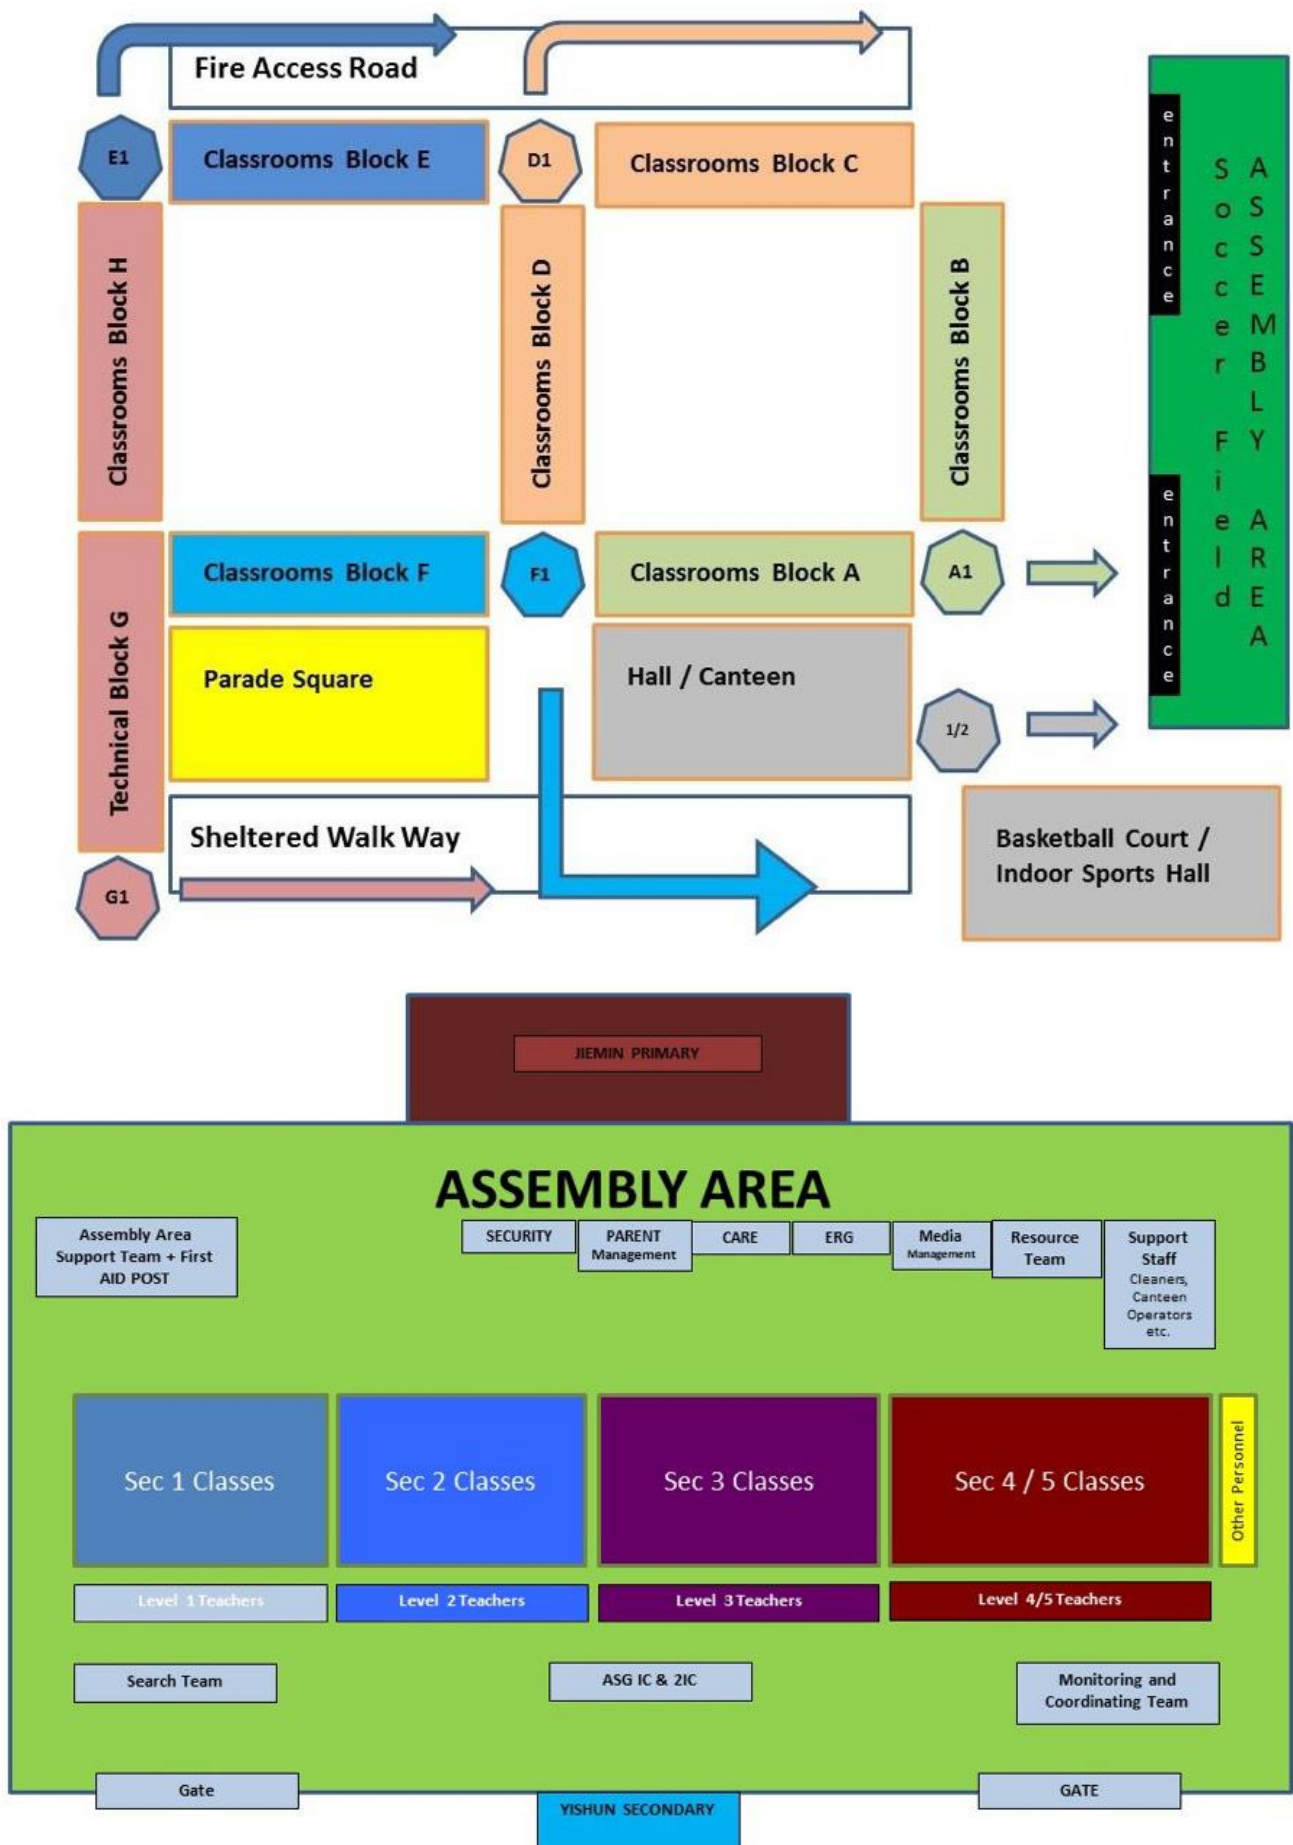 Fire Access Road
E1
Classrooms Block E
D1
Classrooms Block C
Classrooms Block H
Classrooms Block D
Classrooms Block B
entrance
Soccer Field
ASSEMBLY AREA
entrance
Classrooms Block F
F1
Classrooms Block A
A1
Technical Block G
Parade Square
Hall / Canteen
1/2
Sheltered Walk Way
G1
Basketball Court /
Indoor Sports Hall
JIEMIN PRIMARY
ASSEMBLY AREA
Assembly Area
Support Team + First
AID POST
SECURITY
PARENT
Management
CARE
ERG
Media
Management
Resource
Team
Support
Staff
Cleaners,
Canteen
Operators
etc.
Sec 1 Classes
Sec 2 Classes
Sec 3 Classes
Sec 4 / 5 Classes
Other Personnel
Level 1 Teachers
Level 2 Teachers
Level 3 Teachers
Level 4/5 Teachers
Search Team
ASG IC & 2IC
Monitoring and
Coordinating Team
Gate
YISHUN SECONDARY
GATE